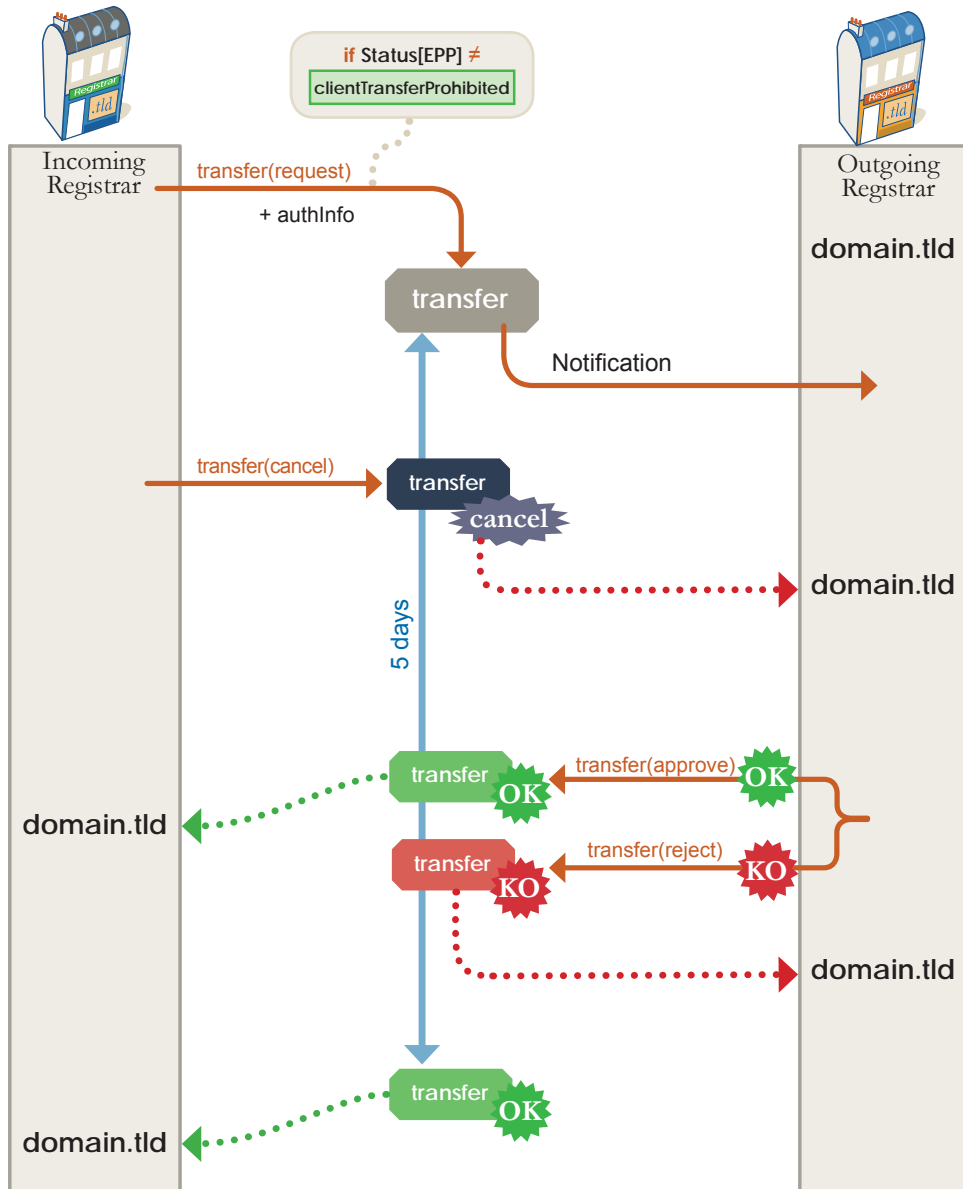 Registrar
.tld
Registrar
.tld
if Status[EPP] ≠
clientTransferProhibited
Incoming
Registrar
Outgoing
Registrar
transfer(request)
+ authInfo
domain.tld
transfer
Notification
transfer(cancel)
transfer
cancel
domain.tld
5 days
transfer
OK
transfer(approve)
OK
domain.tld
transfer
KO
transfer(reject)
KO
domain.tld
transfer
OK
domain.tld